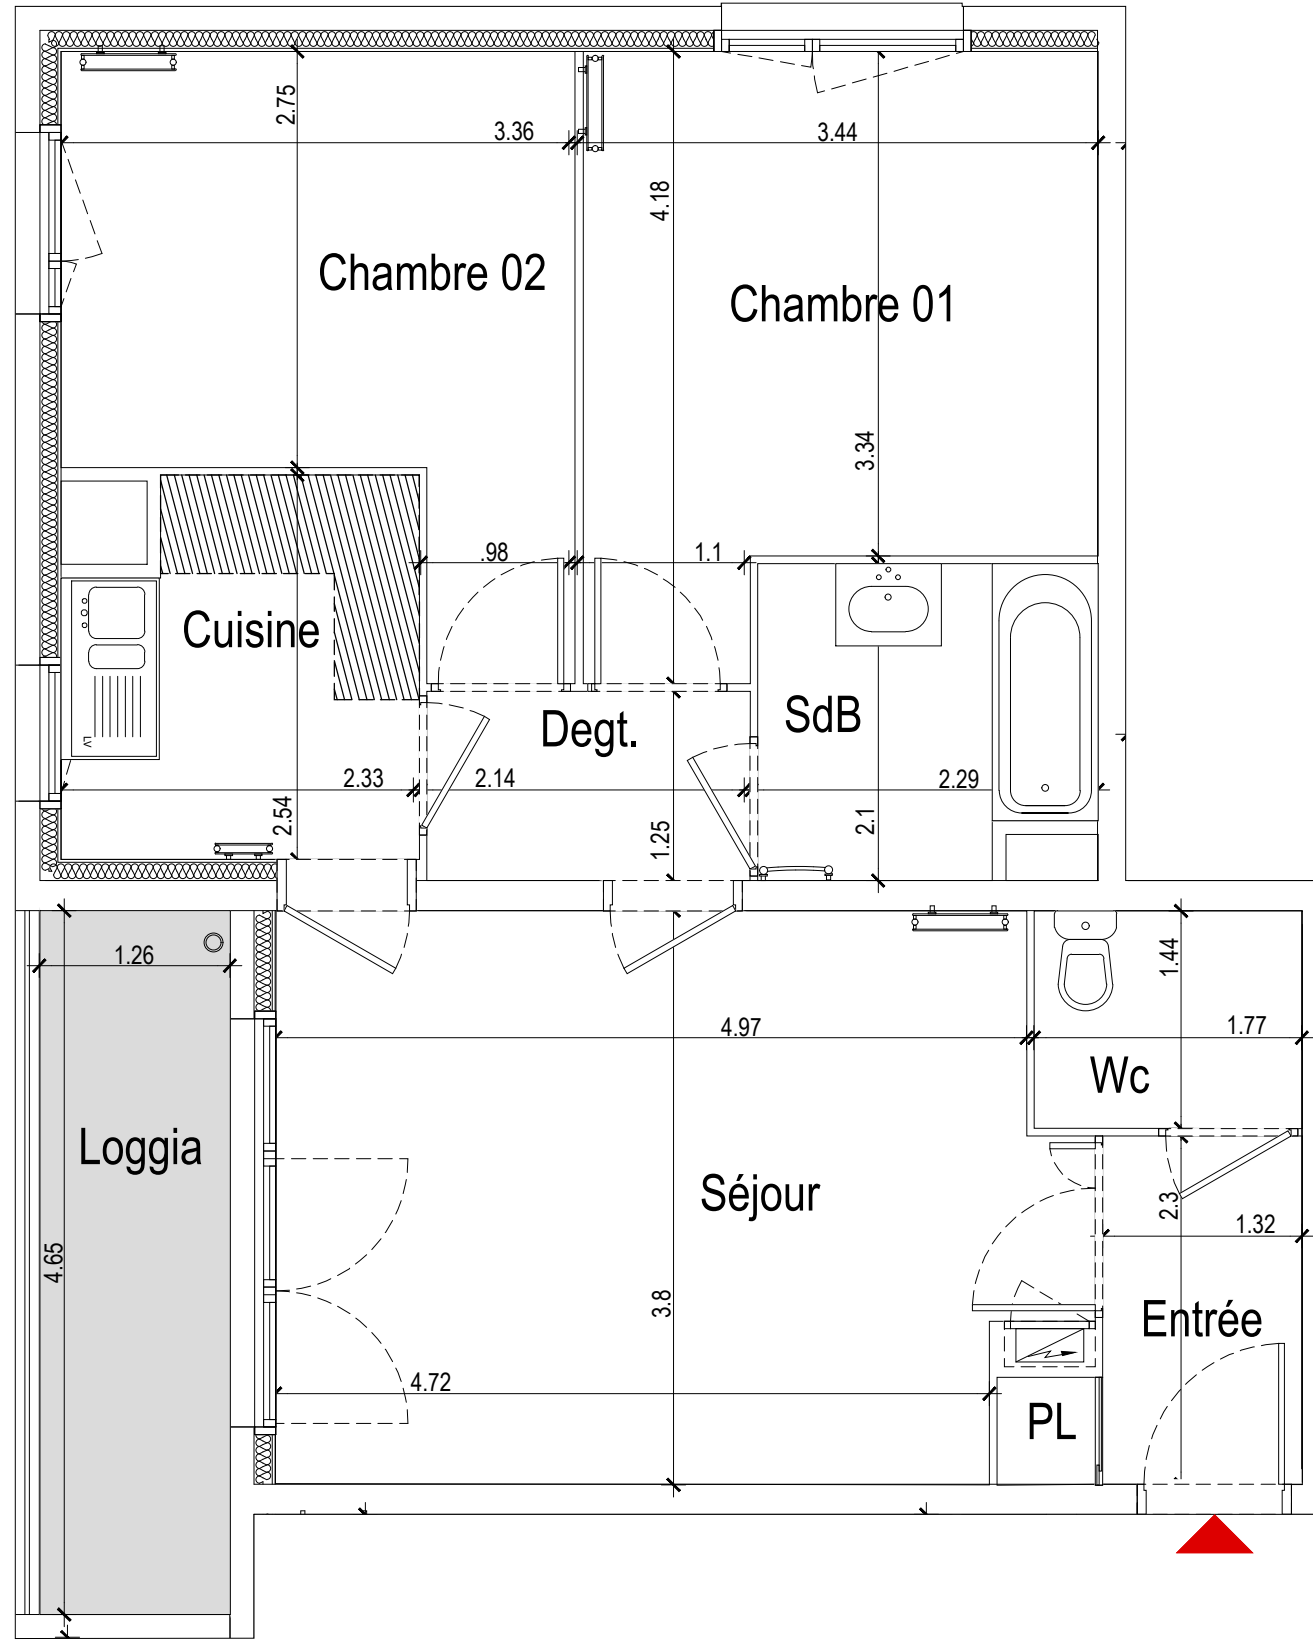 2.75
3.36
3.44
4.18
Chambre 02
Chambre 01
3.34
.98
1.1
Cuisine
SdB
Degt.
LV
2.33
2.14
2.29
2.54
1.25
2.1
1.26
1.44
4.97
1.77
Wc
Loggia
Séjour
2.3
1.32
4.65
3.8
Entrée
4.72
PL